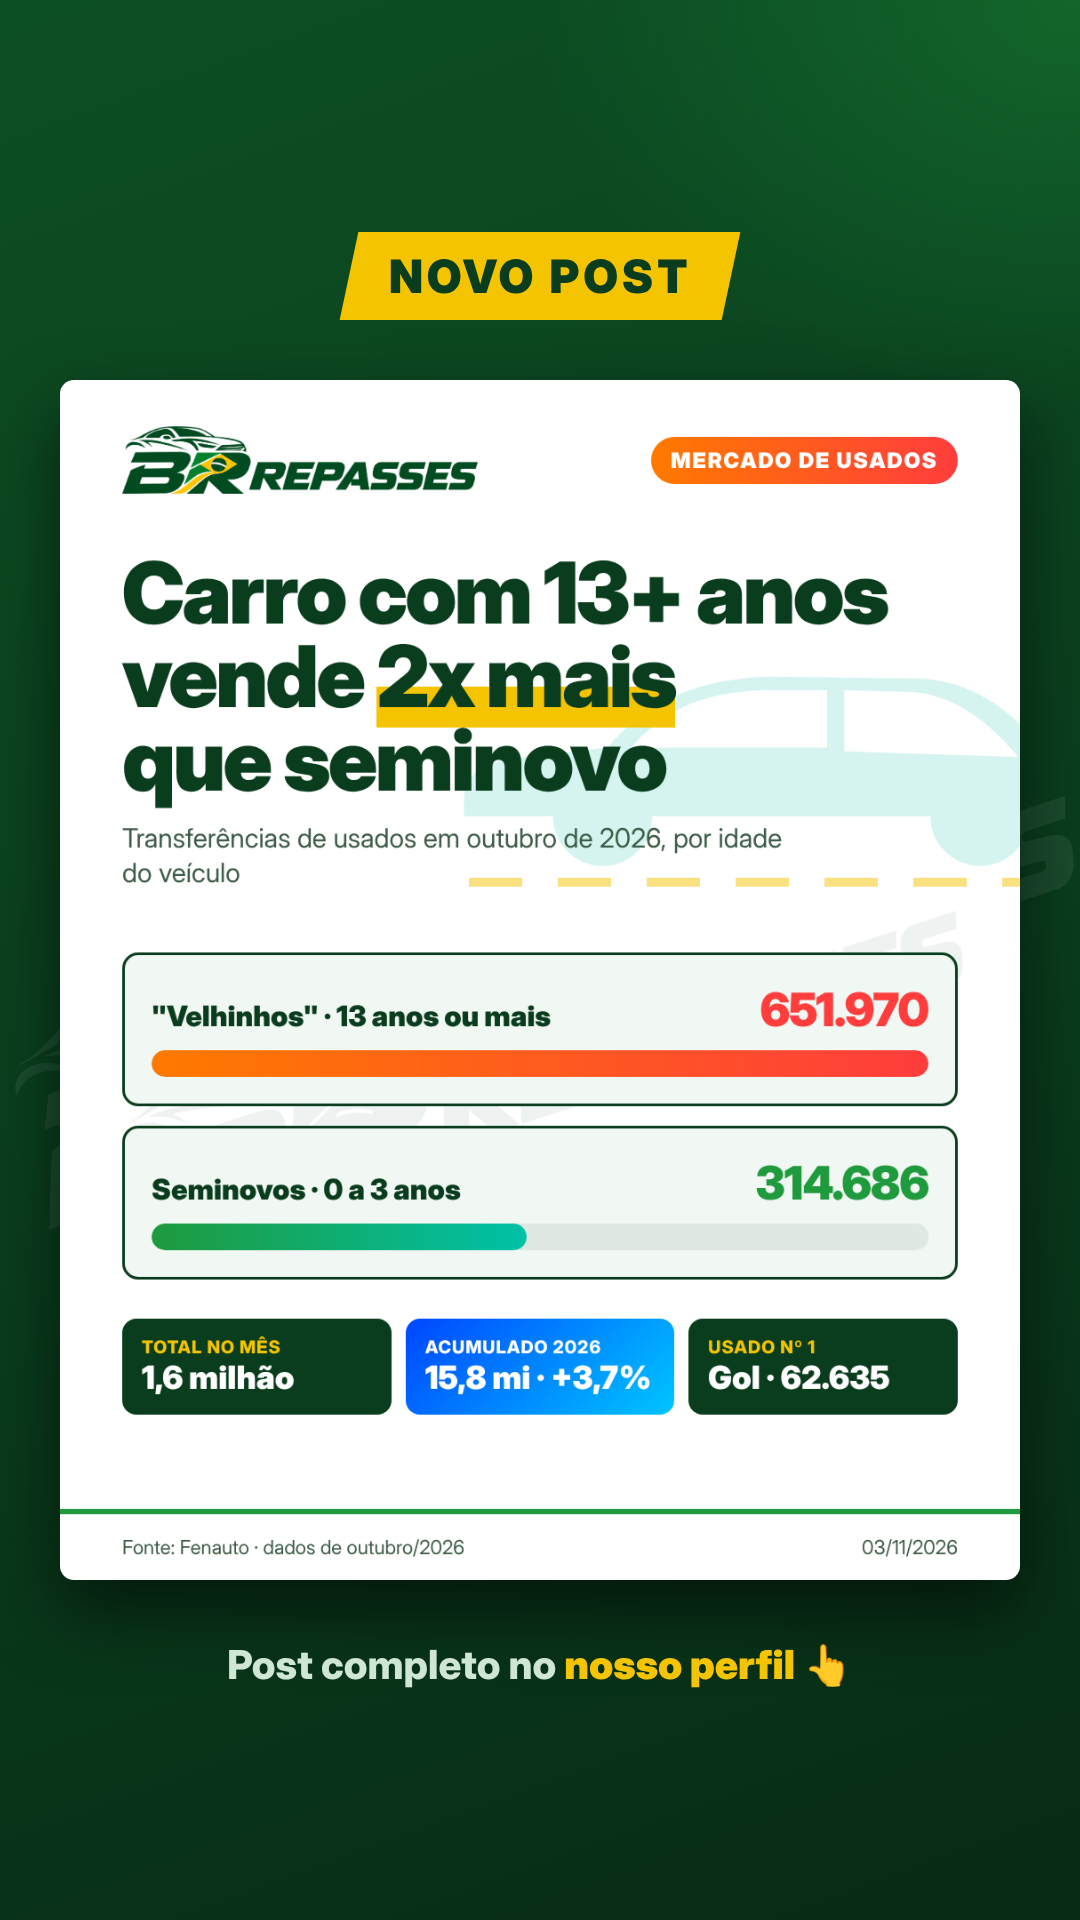 NOVO POST
BR REPASSES
MERCADO DE USADOS
Carro com 13+ anos
vende 2x mais
que seminovo
Transferências de usados em outubro de 2026, por idade
do veículo
"Velhinhos" · 13 anos ou mais
651.970
Seminovos · 0 a 3 anos
314.686
TOTAL NO MÊS
1,6 milhão
ACUMULADO 2026
15,8 mi · +3,7%
USADO Nº 1
Gol · 62.635
Fonte: Fenauto · dados de outubro/2026
03/11/2026
Post completo no nosso perfil 👆